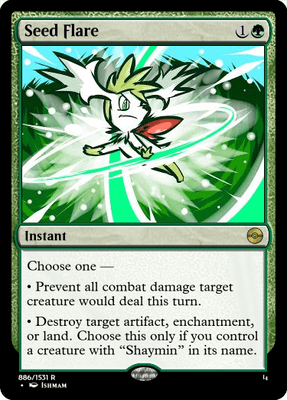 Seed Flare 1
Instant
Choose one —
• Prevent all combat damage target
creature would deal this turn.
• Destroy target artifact, enchantment,
or land. Choose this only if you control
a creature with “Shaymin” in its name.
886/1531 R
• Ishmam